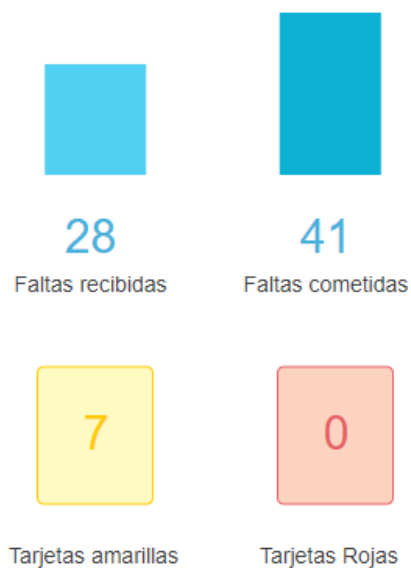 28
41
Faltas recibidas
Faltas cometidas
7
0
Tarjetas amarillas
Tarjetas Rojas